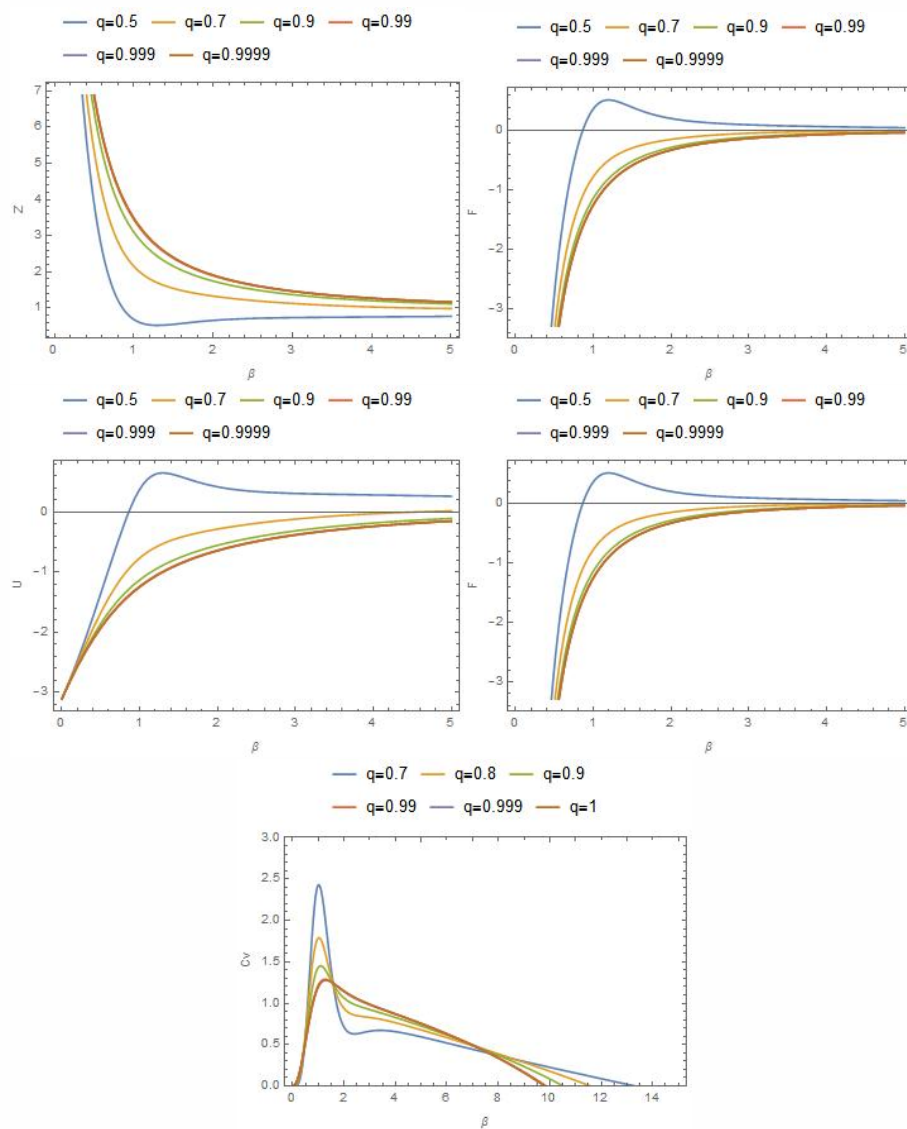 q=0.5 q=0.7 q=0.9 q=0.99
q=0.999 q=0.9999
7
6
5
4
3
2
1
Z
0 1 2 3 4 5
β
q=0.5 q=0.7 q=0.9 q=0.99
q=0.999 q=0.9999
0
-1
-2
-3
F
0 1 2 3 4 5
β
q=0.5 q=0.7 q=0.9 q=0.99
q=0.999 q=0.9999
0
-1
-2
-3
U
0 1 2 3 4 5
β
q=0.5 q=0.7 q=0.9 q=0.99
q=0.999 q=0.9999
0
-1
-2
-3
F
0 1 2 3 4 5
β
q=0.7 q=0.8 q=0.9
q=0.99 q=0.999 q=1
3.0
2.5
2.0
1.5
1.0
0.5
0.0
Cv
0 2 4 6 8 10 12 14
β